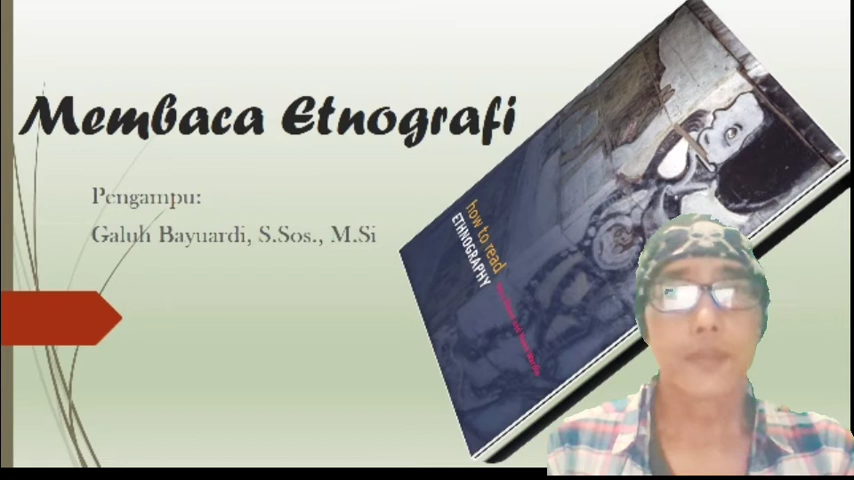 Membaca Etnografi
Pengampu:
Galuh Bayuardi, S.Sos., M.Si
how to read
ETHNOGRAPHY